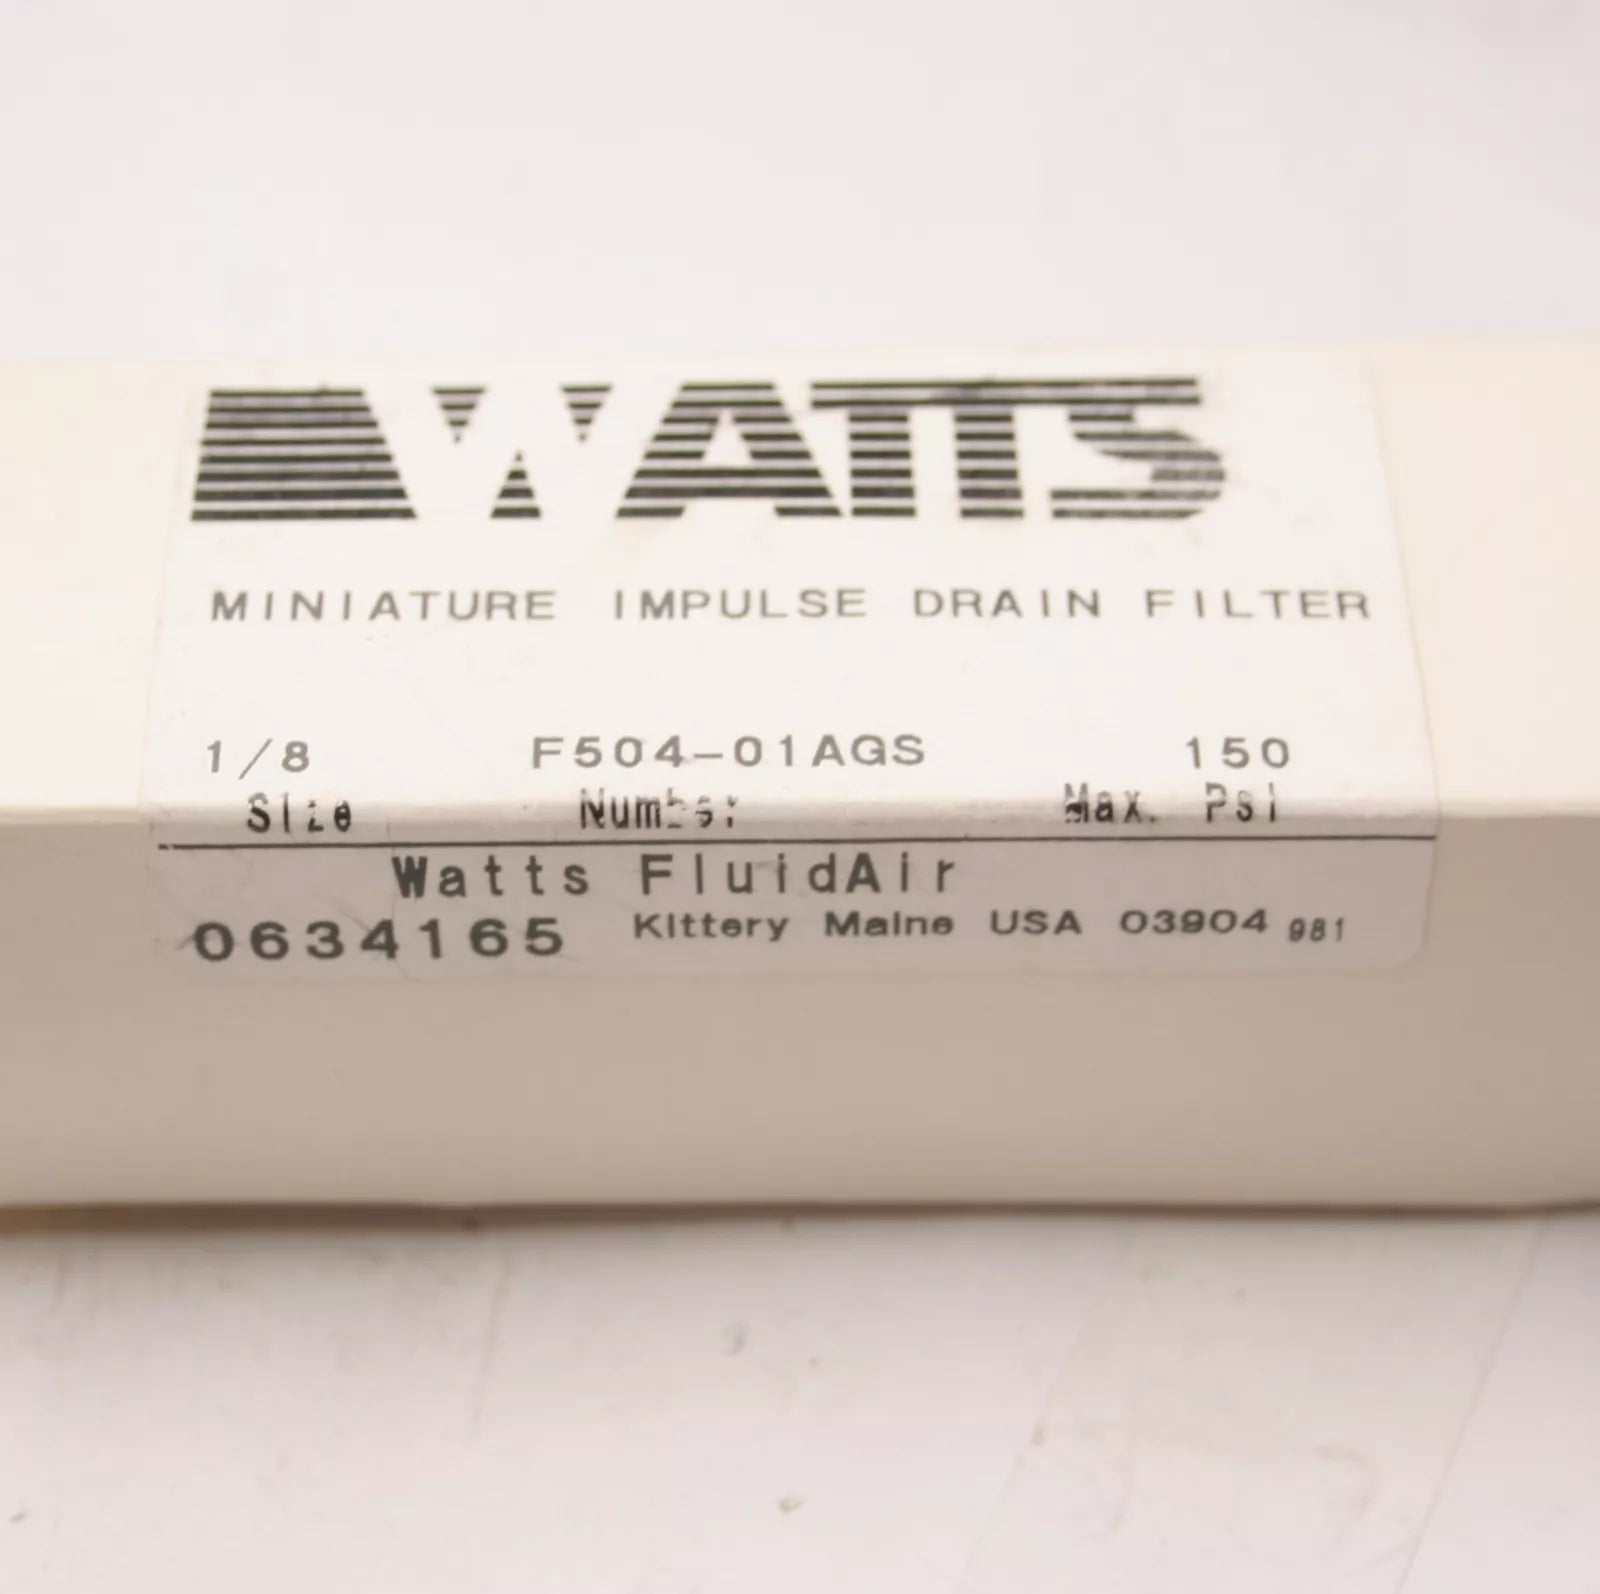 WATTS
MINIATURE IMPULSE DRAIN FILTER
1/8 F504-01AGS 150
Size Number Max. Psi
Watts FluidAir
0634165 Kittery Maine USA 03904 981